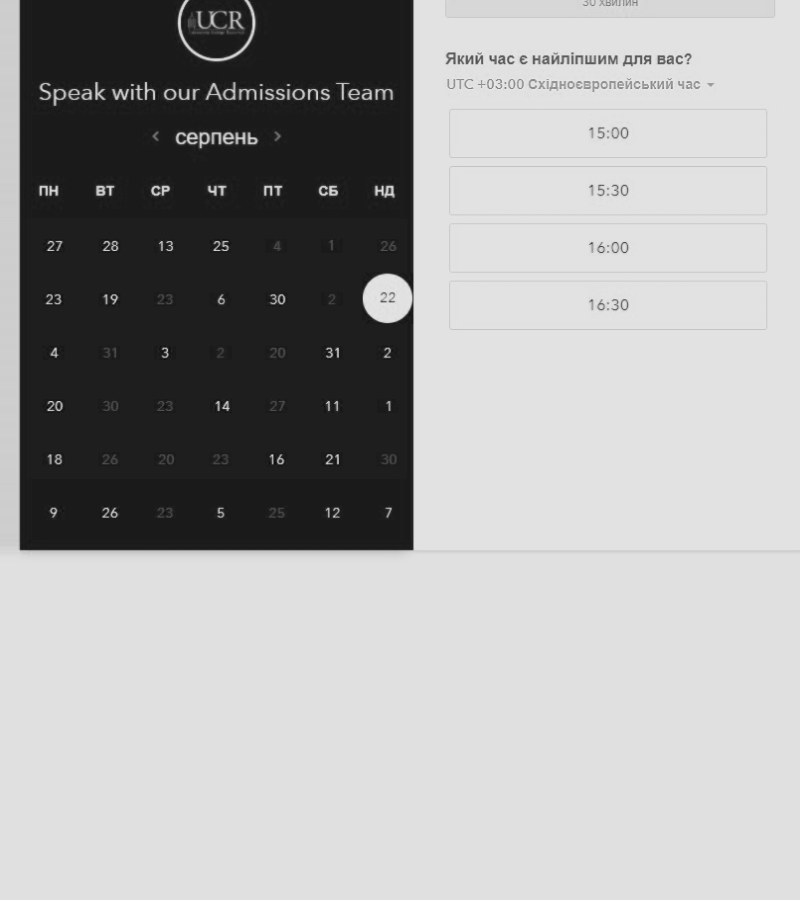 UCR
Speak with our Admissions Team
серпень
ПН ВТ СР ЧТ ПТ СБ НД
27 28 13 25 4 1 26
23 19 23 6 30 2 22
4 31 3 2 20 31 2
20 30 23 14 27 11 1
18 26 20 23 16 21 30
9 26 23 5 25 12 7
30 хвилин
Який час є найліпшим для вас?
UTC +03:00 Східноєвропейський час
15:00
15:30
16:00
16:30